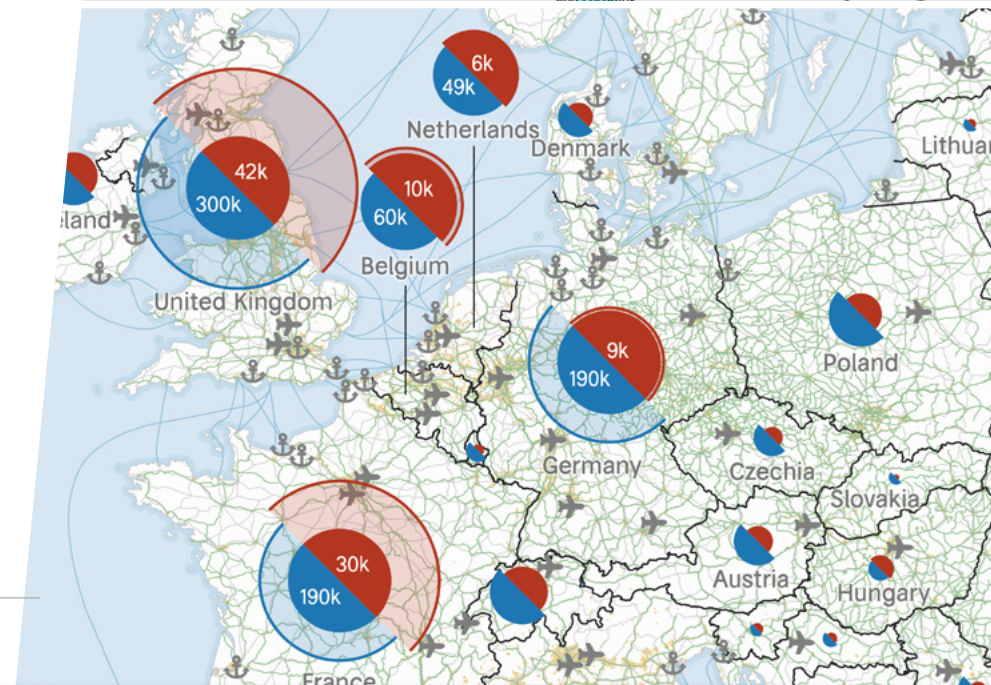 6k
49k
Netherlands
Denmark
Lithuan
42k
300k
eland
10k
60k
Belgium
United Kingdom
9k
190k
Poland
Germany
Czechia
Slovakia
30k
190k
Austria
Hungary
France